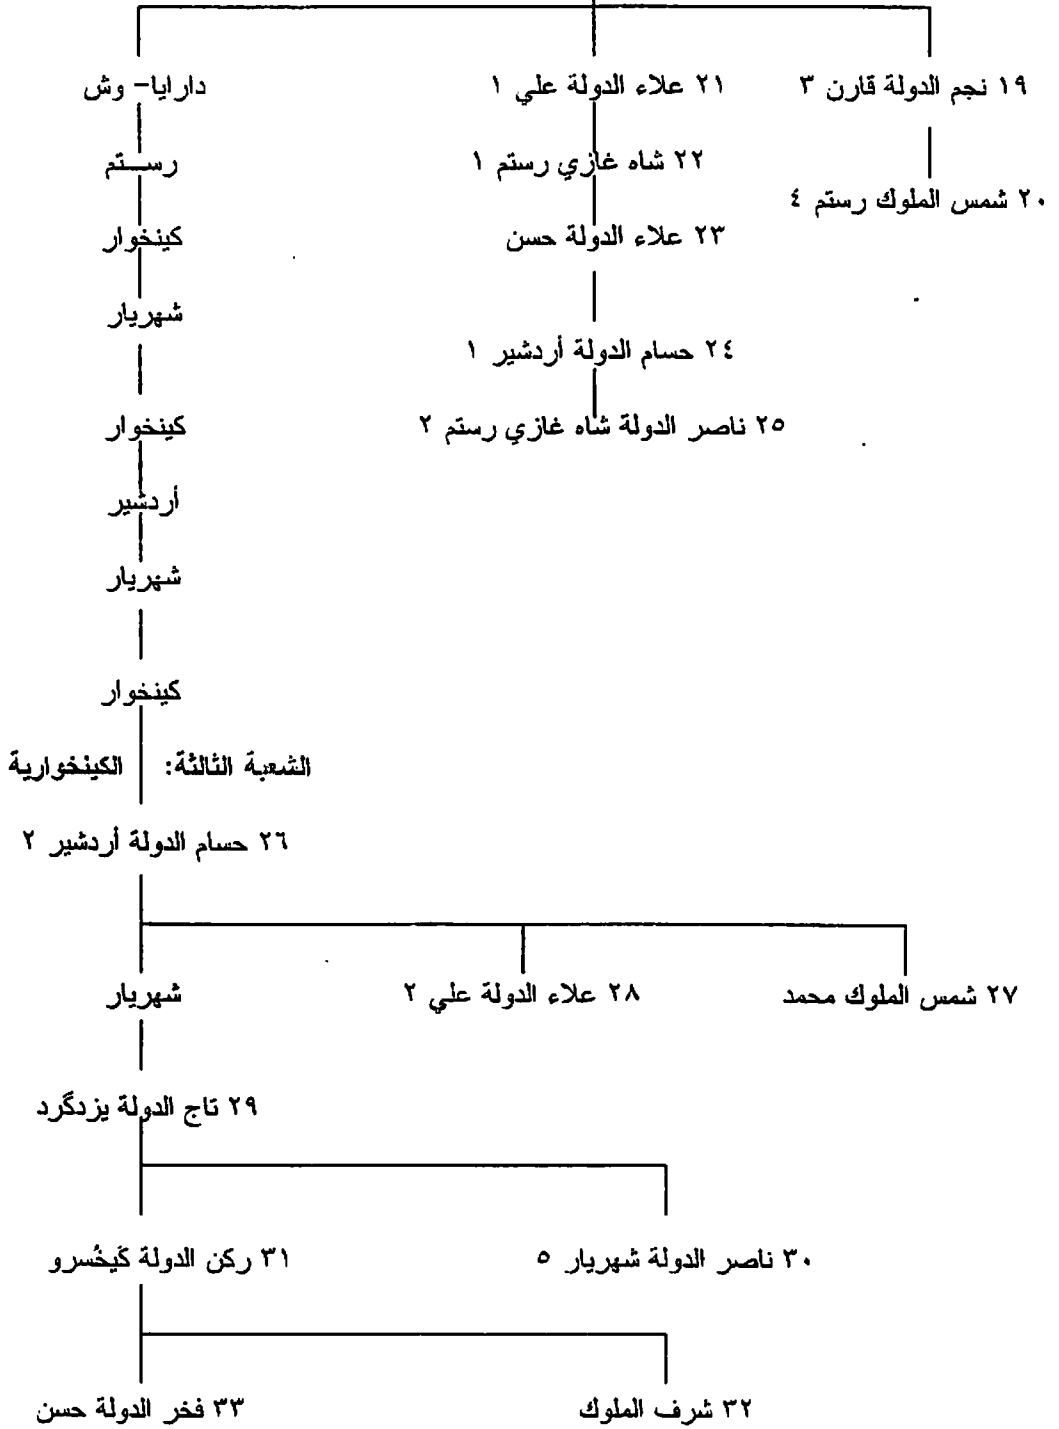 ١٩ نجم الدولة قارن ٣ ٢١ علاء الدولة علي ١ دارايا- وش
٢٢ شاه غازي رستم ١ رستم
٢٠ شمس الملوك رستم ٤
٢٣ علاء الدولة حسن كينخوار
شهريار
٢٤ حسام الدولة أردشير ١
٢٥ ناصر الدولة شاه غازي رستم ٢ كينخوار
أردشير
شهريار
كينخوار
الشعبة الثالثة: الكينخوارية
٢٦ حسام الدولة أردشير ٢
٢٧ شمس الملوك محمد ٢٨ علاء الدولة علي ٢ شهريار
٢٩ تاج الدولة يزدگرد
٣٠ ناصر الدولة شهريار ٥ ٣١ ركن الدولة كَيخُسرو
٣٢ شرف الملوك ٣٣ فخر الدولة حسن